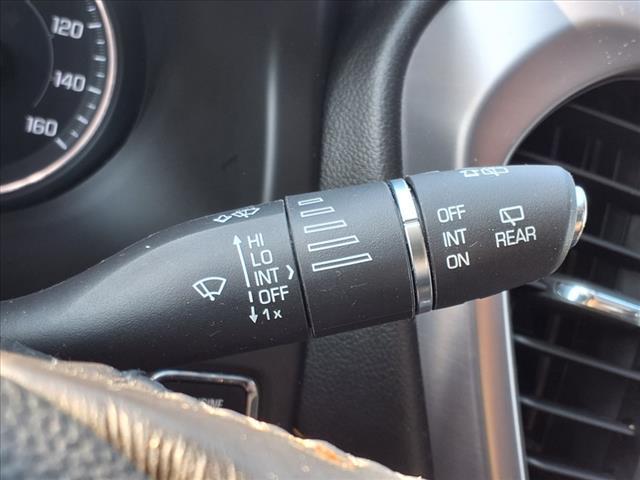 120
140
160
HI
LO
INT
OFF
1x
OFF
INT
ON
REAR